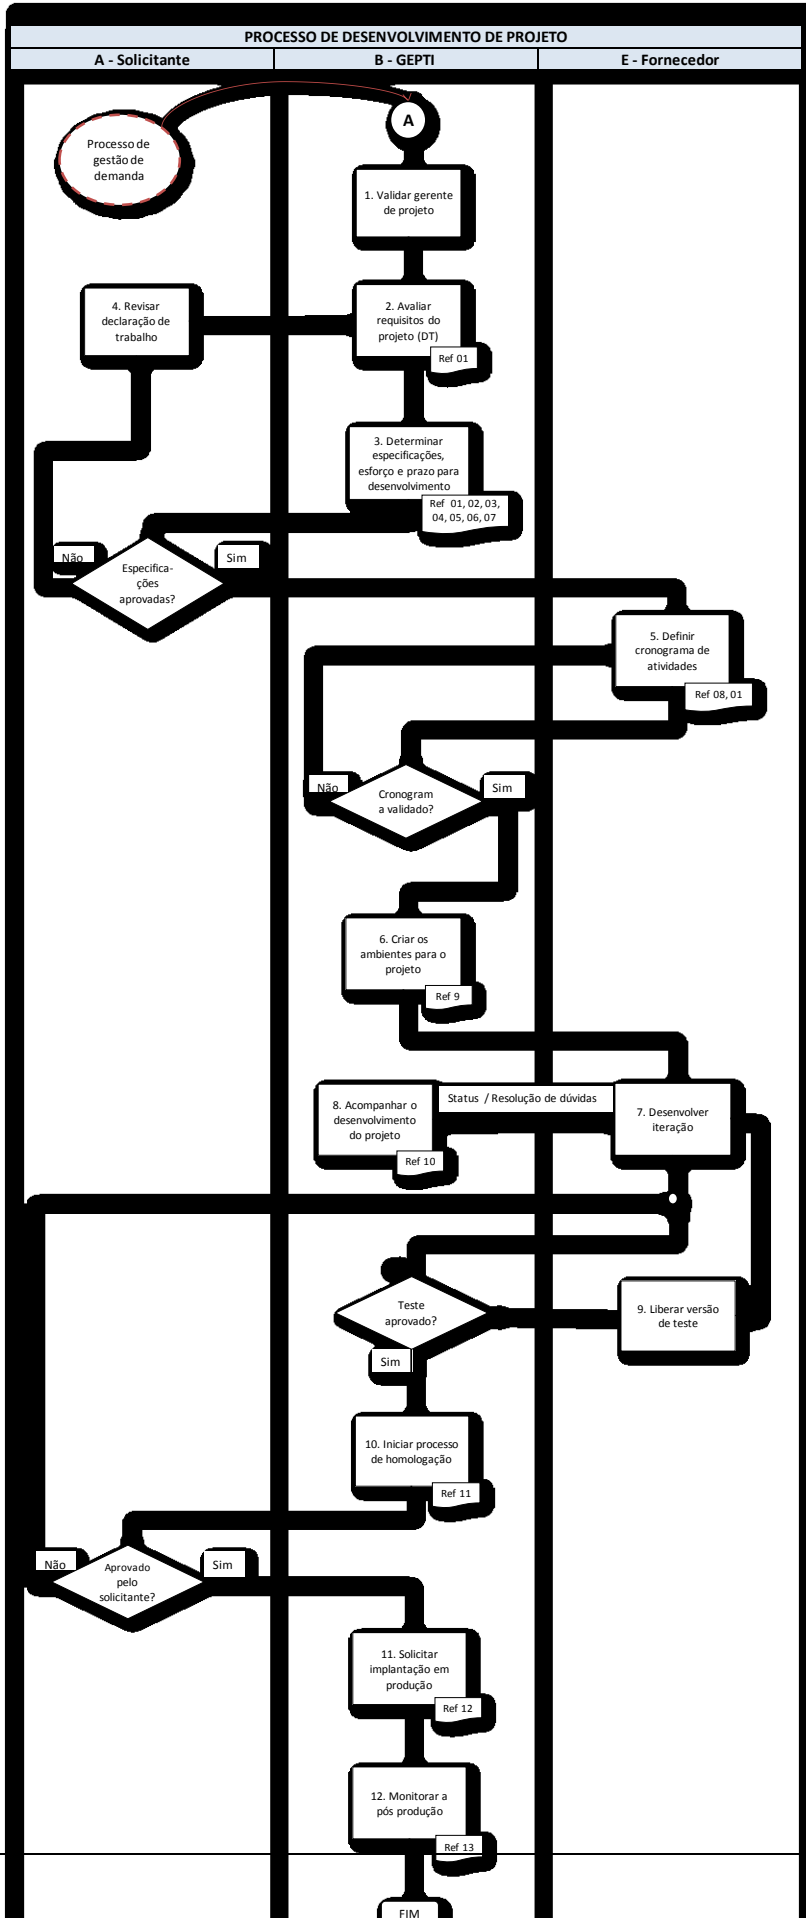 PROCESSO DE DESENVOLVIMENTO DE PROJETO
A - Solicitante
B - GEPTI
E - Fornecedor
Processo de
gestão de
demanda
A
1. Validar gerente
de projeto
4. Revisar
declaração de
trabalho
2. Avaliar
requisitos do
projeto (DT)
Ref 01
3. Determinar
especificações,
esforço e prazo para
desenvolvimento
Ref 01, 02, 03,
04, 05, 06, 07
Não
Sim
Especifica-
ções
aprovadas?
5. Definir
cronograma de
atividades
Ref 08, 01
Não
Sim
Cronogram
a validado?
6. Criar os
ambientes para o
projeto
Ref 9
8. Acompanhar o
desenvolvimento
do projeto
Ref 10
Status / Resolução de dúvidas
7. Desenvolver
iteração
Teste
aprovado?
Sim
9. Liberar versão
de teste
10. Iniciar processo
de homologação
Ref 11
Não
Sim
Aprovado
pelo
solicitante?
11. Solicitar
implantação em
produção
Ref 12
12. Monitorar a
pós produção
Ref 13
FIM